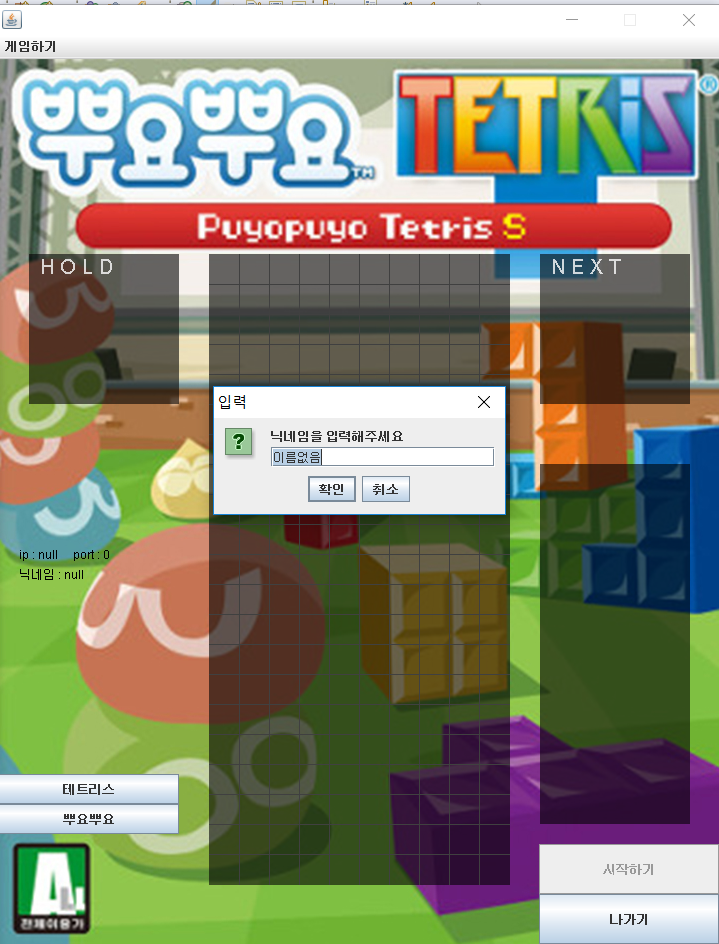 게임하기
뿌요뿌요™ TETRIS®
Puyopuyo Tetris S
HOLD
NEXT
입력
닉네임을 입력해주세요
이름없음
확인 취소
ip : null port : 0
닉네임 : null
테트리스
뿌요뿌요
ALL
전체이용가
시작하기
나가기